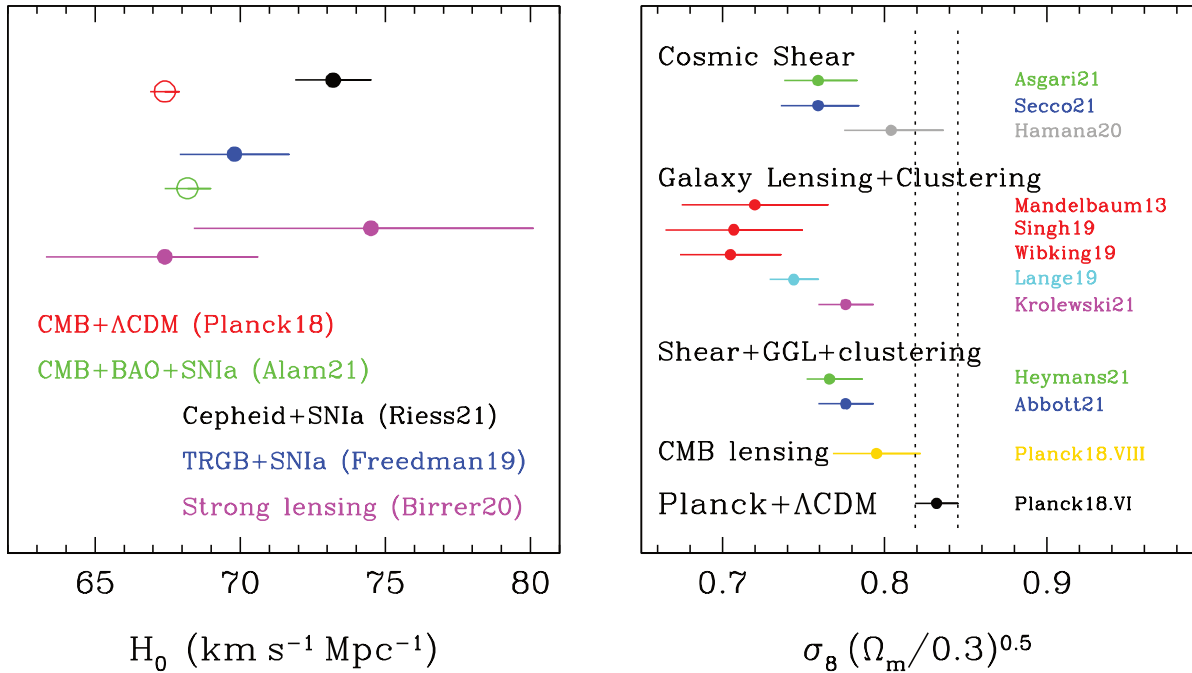 CMB+ΛCDM (Planck18)
CMB+BAO+SNIa (Alam21)
Cepheid+SNIa (Riess21)
TRGB+SNIa (Freedman19)
Strong lensing (Birrer20)
65 70 75 80
H₀ (km s⁻¹ Mpc⁻¹)
Cosmic Shear
Asgari21
Secco21
Hamana20
Galaxy Lensing+Clustering
Mandelbaum13
Singh19
Wibking19
Lange19
Krolewski21
Shear+GGL+clustering
Heymans21
Abbott21
CMB lensing Planck18.VIII
Planck+ΛCDM Planck18.VI
0.7 0.8 0.9
σ₈ (Ωₘ/0.3)⁰·⁵